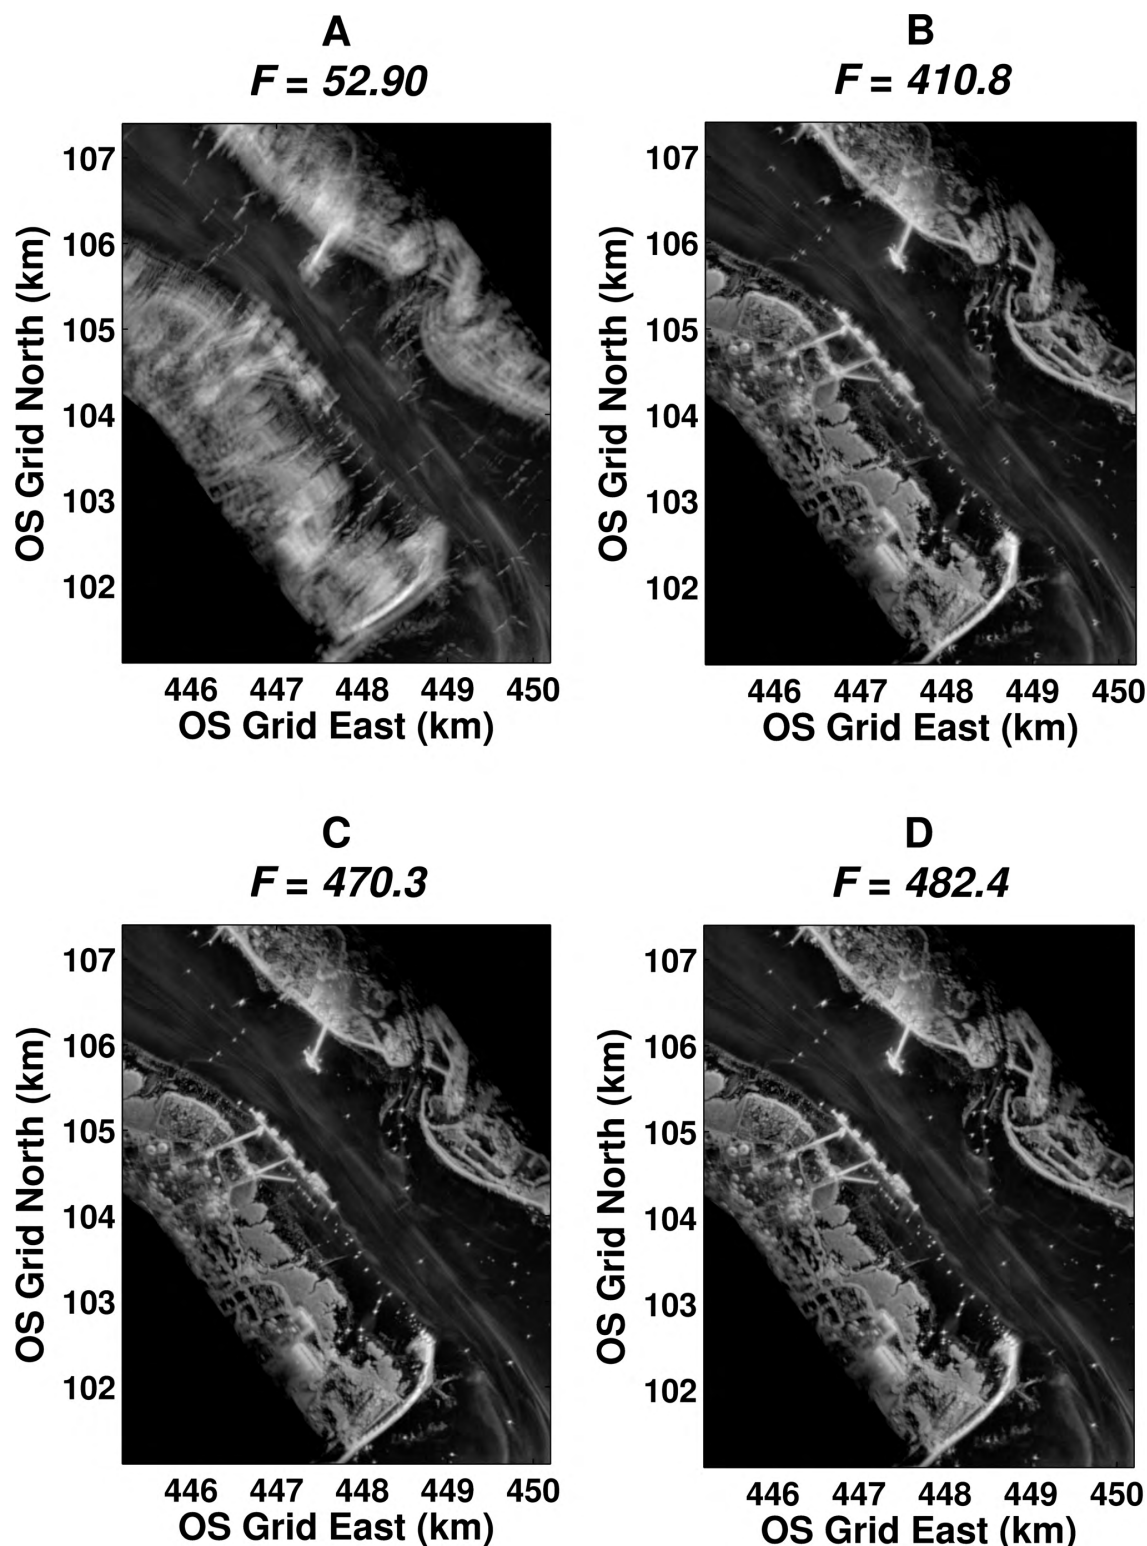 A
F = 52.90
107
106
105
104
103
102
OS Grid North (km)
446 447 448 449 450
OS Grid East (km)
B
F = 410.8
107
106
105
104
103
102
OS Grid North (km)
446 447 448 449 450
OS Grid East (km)
C
F = 470.3
107
106
105
104
103
102
OS Grid North (km)
446 447 448 449 450
OS Grid East (km)
D
F = 482.4
107
106
105
104
103
102
OS Grid North (km)
446 447 448 449 450
OS Grid East (km)